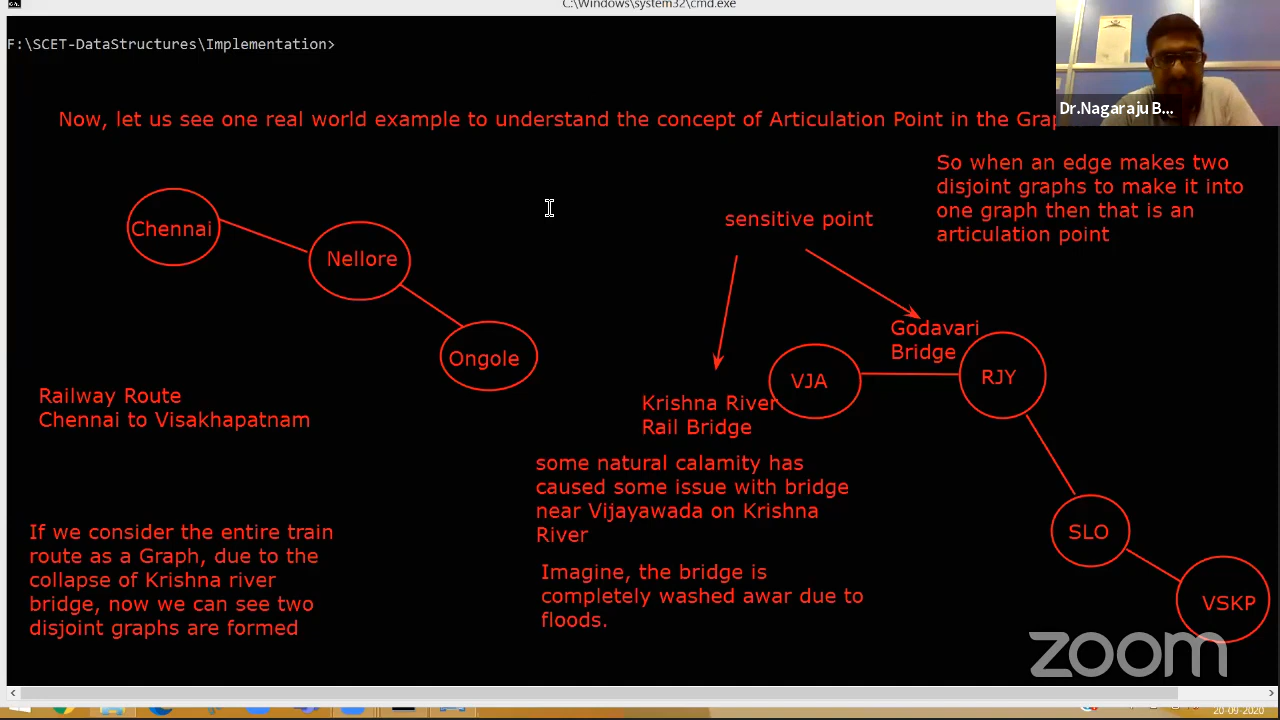 C:\Windows\system32\cmd.exe
F:\SCET-DataStructures\Implementation>
Dr.Nagaraju B...
Now, let us see one real world example to understand the concept of Articulation Point in the Grap
So when an edge makes two
disjoint graphs to make it into
one graph then that is an
articulation point
sensitive point
Chennai
Nellore
Ongole
Godavari
Bridge
VJA
RJY
Krishna River
Rail Bridge
Railway Route
Chennai to Visakhapatnam
some natural calamity has
caused some issue with bridge
near Vijayawada on Krishna
River
If we consider the entire train
route as a Graph, due to the
collapse of Krishna river
bridge, now we can see two
disjoint graphs are formed
Imagine, the bridge is
completely washed awar due to
floods.
SLO
VSKP
zoom
20-09-2020